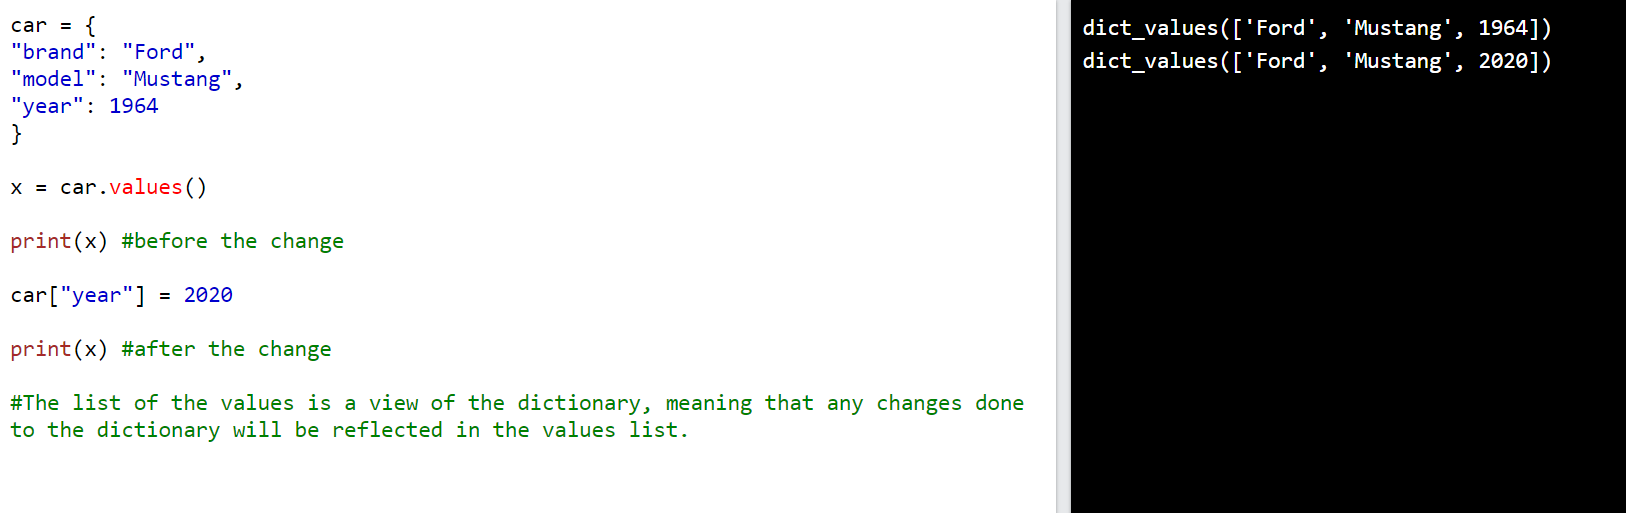 car = {
"brand": "Ford",
"model": "Mustang",
"year": 1964
}
x = car.values()
print(x) #before the change
car["year"] = 2020
print(x) #after the change
#The list of the values is a view of the dictionary, meaning that any changes done
to the dictionary will be reflected in the values list.
dict_values(['Ford', 'Mustang', 1964])
dict_values(['Ford', 'Mustang', 2020])